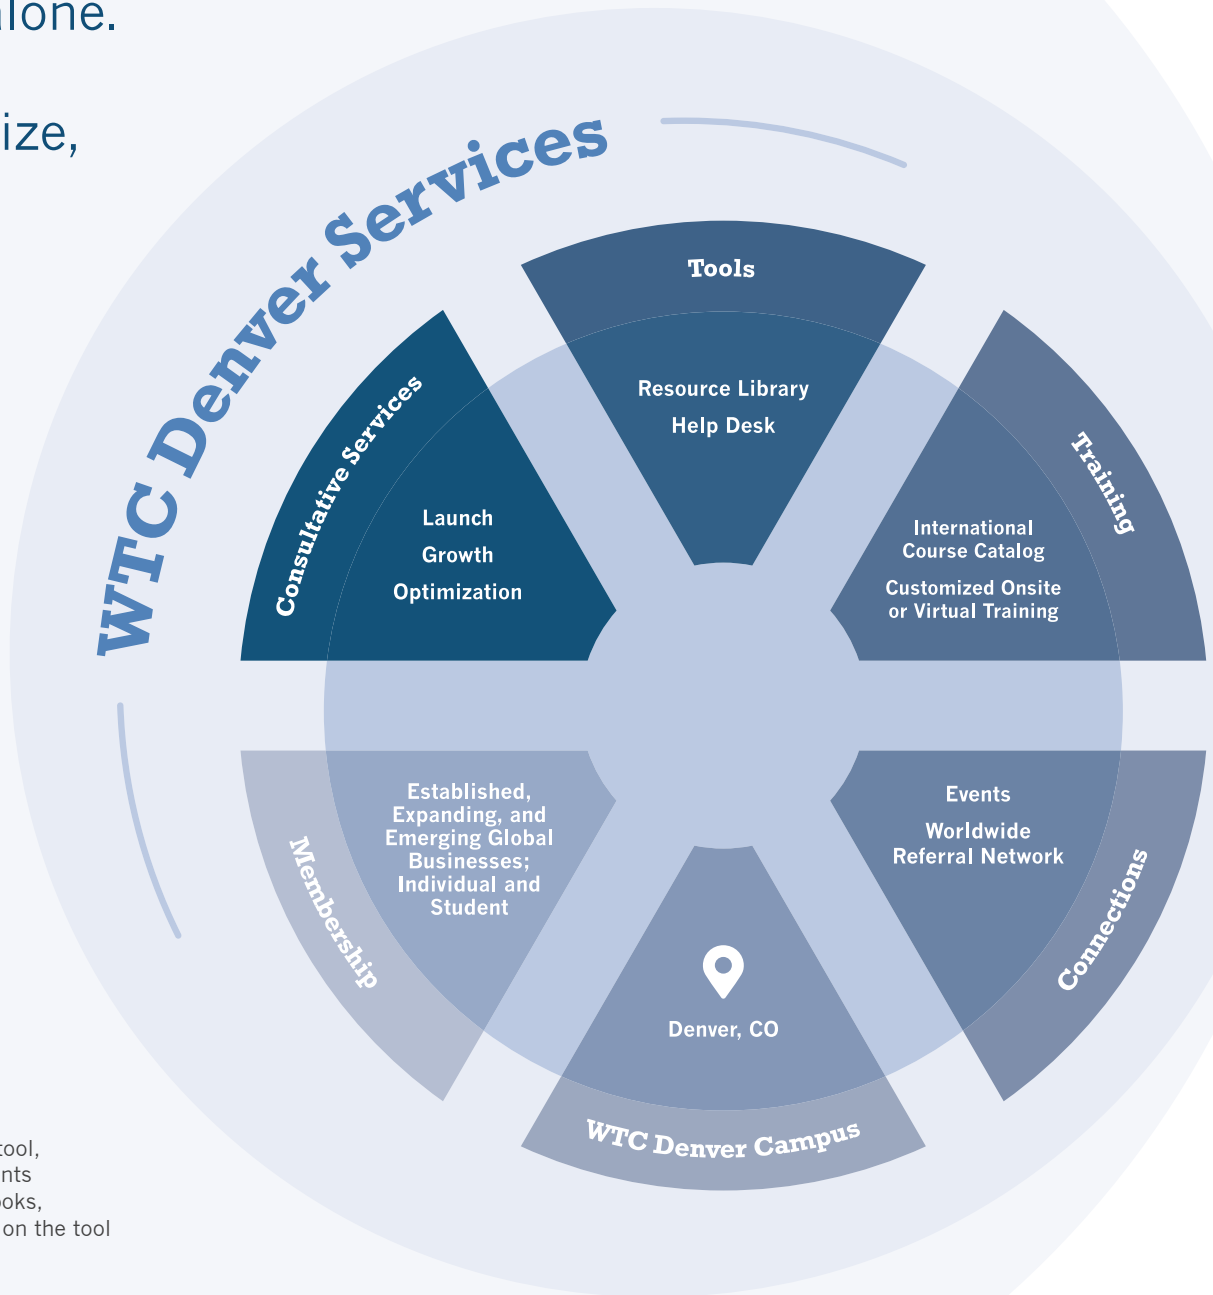 alone.
ize,
WTC Denver Services
Tools
Resource Library
Help Desk
Training
International
Course Catalog
Customized Onsite
or Virtual Training
Consultative Services
Launch
Growth
Optimization
Membership
Established,
Expanding, and
Emerging Global
Businesses;
Individual and
Student
Events
Worldwide
Referral Network
Connections
Denver, CO
WTC Denver Campus
tool,
nts
oks,
on the tool